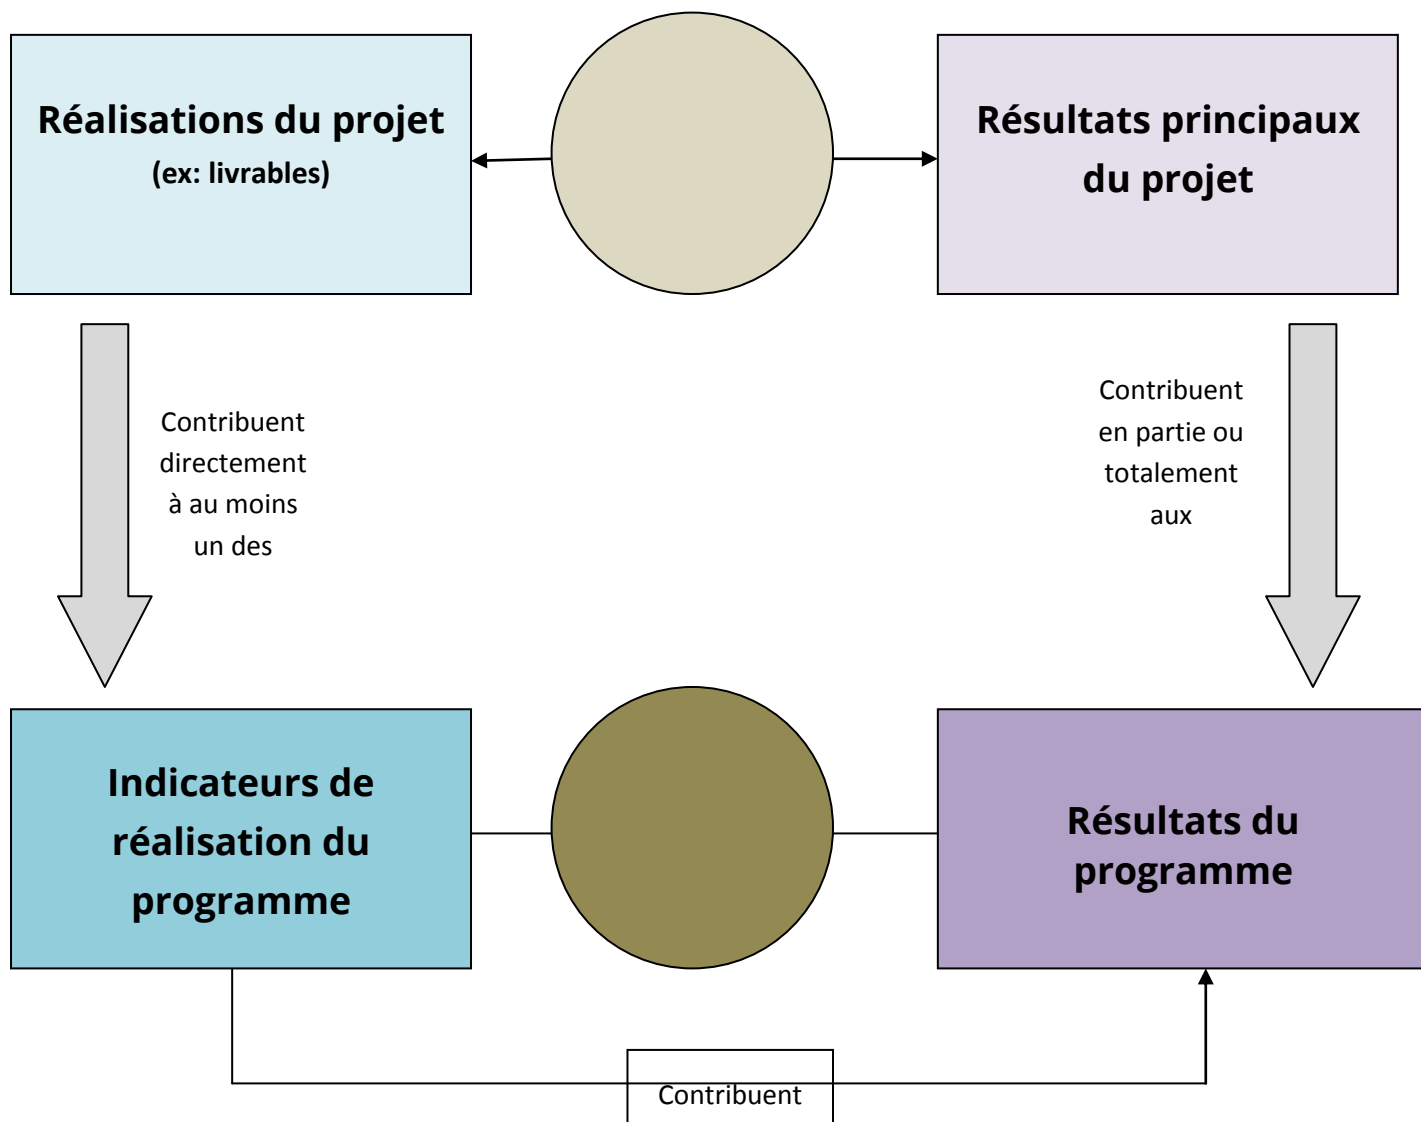 Réalisations du projet
(ex: livrables)
Résultats principaux
du projet
Contribuent
directement
à au moins
un des
Contribuent
en partie ou
totalement
aux
Indicateurs de
réalisation du
programme
Résultats du
programme
Contribuent